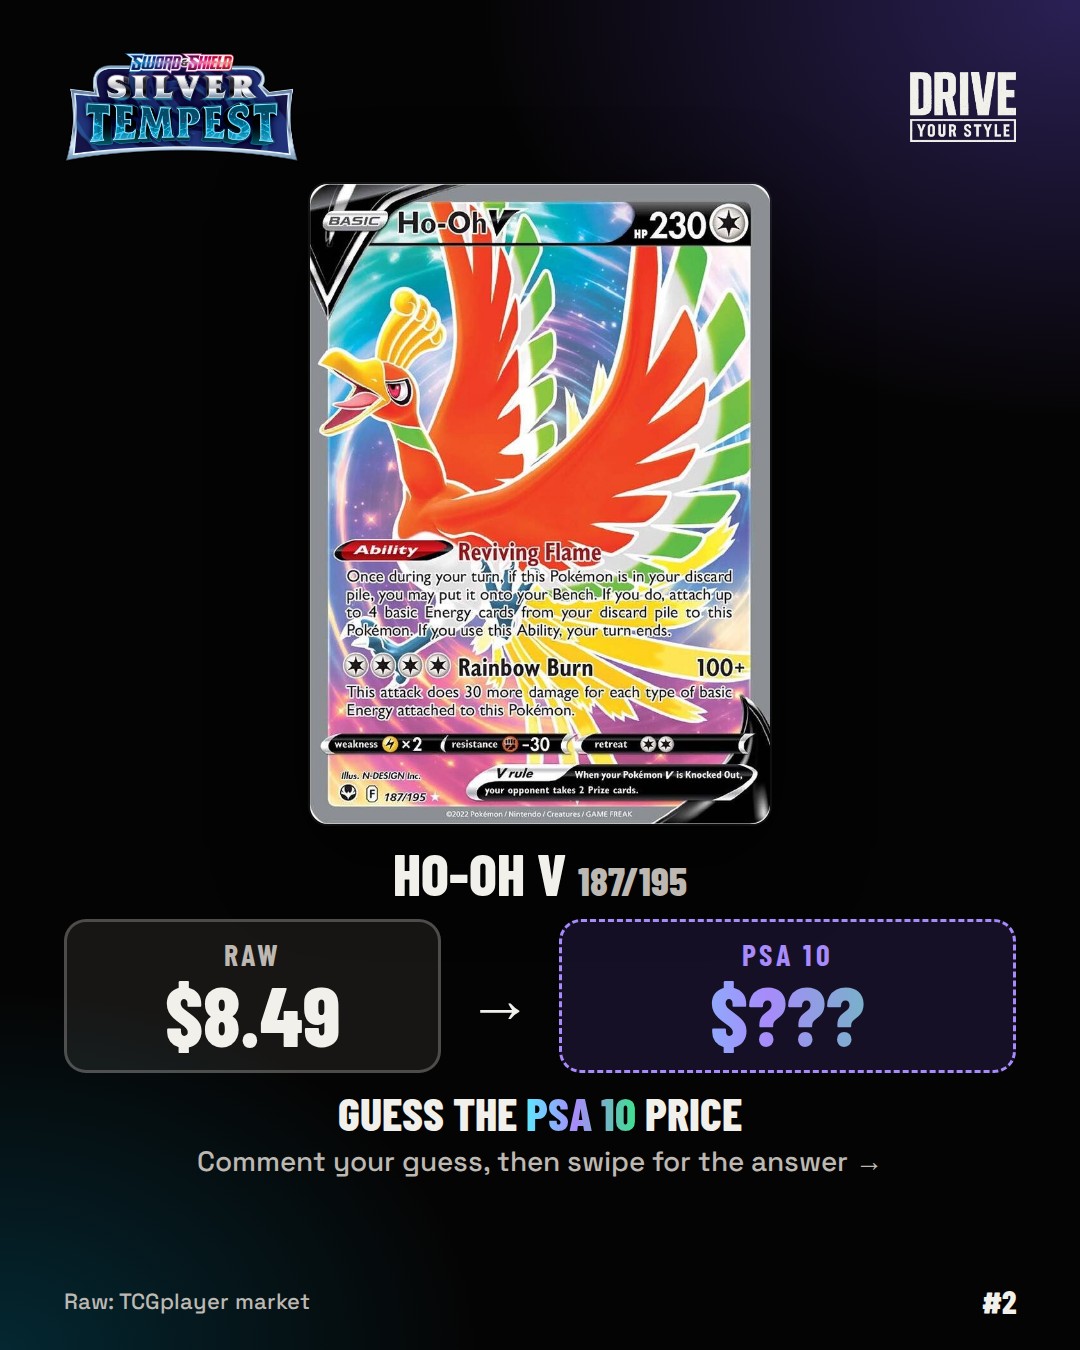 SWORD & SHIELD
SILVER
TEMPEST
DRIVE
YOUR STYLE
BASIC Ho-Oh V HP 230
Ability Reviving Flame
Once during your turn, if this Pokémon is in your discard
pile, you may put it onto your Bench. If you do, attach up
to 4 basic Energy cards from your discard pile to this
Pokémon. If you use this Ability, your turn ends.
Rainbow Burn 100+
This attack does 30 more damage for each type of basic
Energy attached to this Pokémon.
weakness ×2 resistance -30 retreat
Illus. N-DESIGN Inc.
V rule When your Pokémon V is Knocked Out,
your opponent takes 2 Prize cards.
F 187/195
©2022 Pokémon / Nintendo / Creatures / GAME FREAK
HO-OH V 187/195
RAW
$8.49
→
PSA 10
$???
GUESS THE PSA 10 PRICE
Comment your guess, then swipe for the answer →
Raw: TCGplayer market
#2